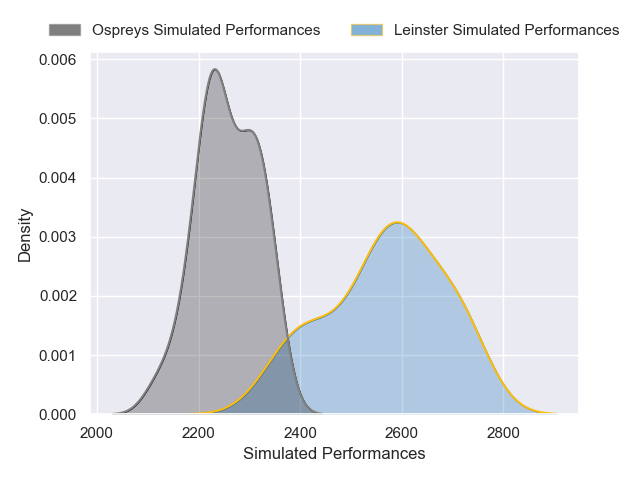 Ospreys Simulated Performances Leinster Simulated Performances
0.006
0.005
0.004
0.003
0.002
0.001
0.000
Density
2000 2200 2400 2600 2800
Simulated Performances